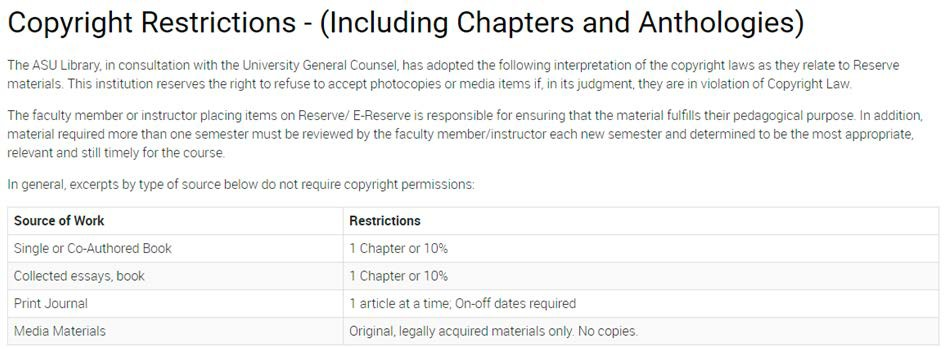 Copyright Restrictions - (Including Chapters and Anthologies)
The ASU Library, in consultation with the University General Counsel, has adopted the following interpretation of the copyright laws as they relate to Reserve
materials. This institution reserves the right to refuse to accept photocopies or media items if, in its judgment, they are in violation of Copyright Law.
The faculty member or instructor placing items on Reserve/ E-Reserve is responsible for ensuring that the material fulfills their pedagogical purpose. In addition,
material required more than one semester must be reviewed by the faculty member/instructor each new semester and determined to be the most appropriate,
relevant and still timely for the course.
In general, excerpts by type of source below do not require copyright permissions:
Source of Work Restrictions
Single or Co-Authored Book 1 Chapter or 10%
Collected essays, book 1 Chapter or 10%
Print Journal 1 article at a time; On-off dates required
Media Materials Original, legally acquired materials only. No copies.